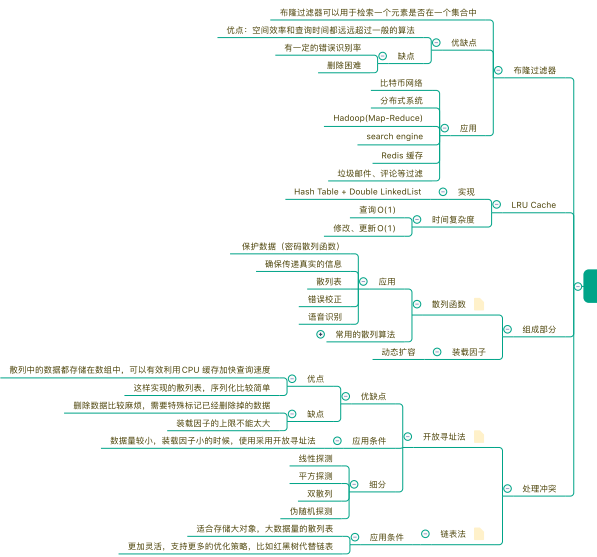 布隆过滤器可以用于检索一个元素是否在一个集合中
优点：空间效率和查询时间都远远超过一般的算法
优缺点
有一定的错误识别率
缺点
删除困难
布隆过滤器
比特币网络
分布式系统
Hadoop(Map-Reduce)
search engine
应用
Redis 缓存
垃圾邮件、评论等过滤
Hash Table + Double LinkedList
实现
LRU Cache
查询O(1)
时间复杂度
修改、更新O(1)
保护数据（密码散列函数）
确保传递真实的信息
散列表
应用
错误校正
语音识别
散列函数
常用的散列算法
组成部分
动态扩容
装载因子
散列中的数据都存储在数组中，可以有效利用CPU 缓存加快查询速度
优点
这样实现的散列表，序列化比较简单
优缺点
删除数据比较麻烦，需要特殊标记已经删除掉的数据
缺点
装载因子的上限不能太大
开放寻址法
数据量较小，装载因子小的时候，使用采用开放寻址法
应用条件
线性探测
平方探测
细分
双散列
伪随机探测
处理冲突
适合存储大对象，大数据量的散列表
应用条件
链表法
更加灵活，支持更多的优化策略，比如红黑树代替链表